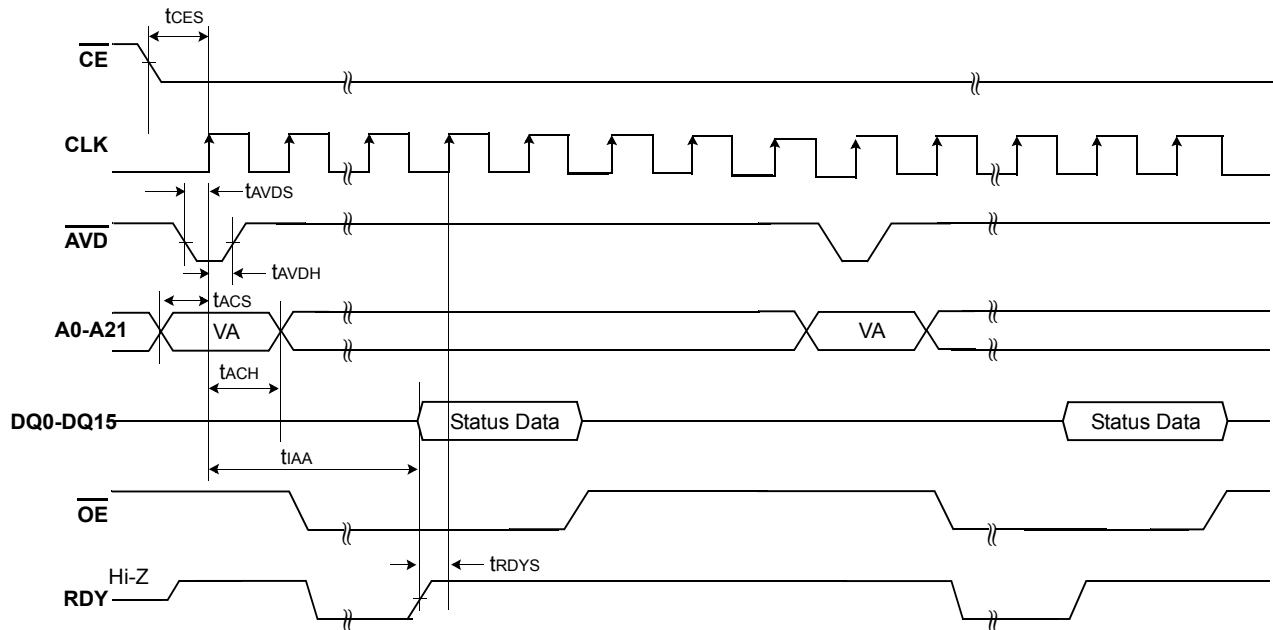 tCES
CE
CLK
tAVDS
AVD
tAVDH
tACS
A0-A21
VA
VA
tACH
DQ0-DQ15
Status Data
Status Data
tIAA
OE
tRDYS
Hi-Z
RDY